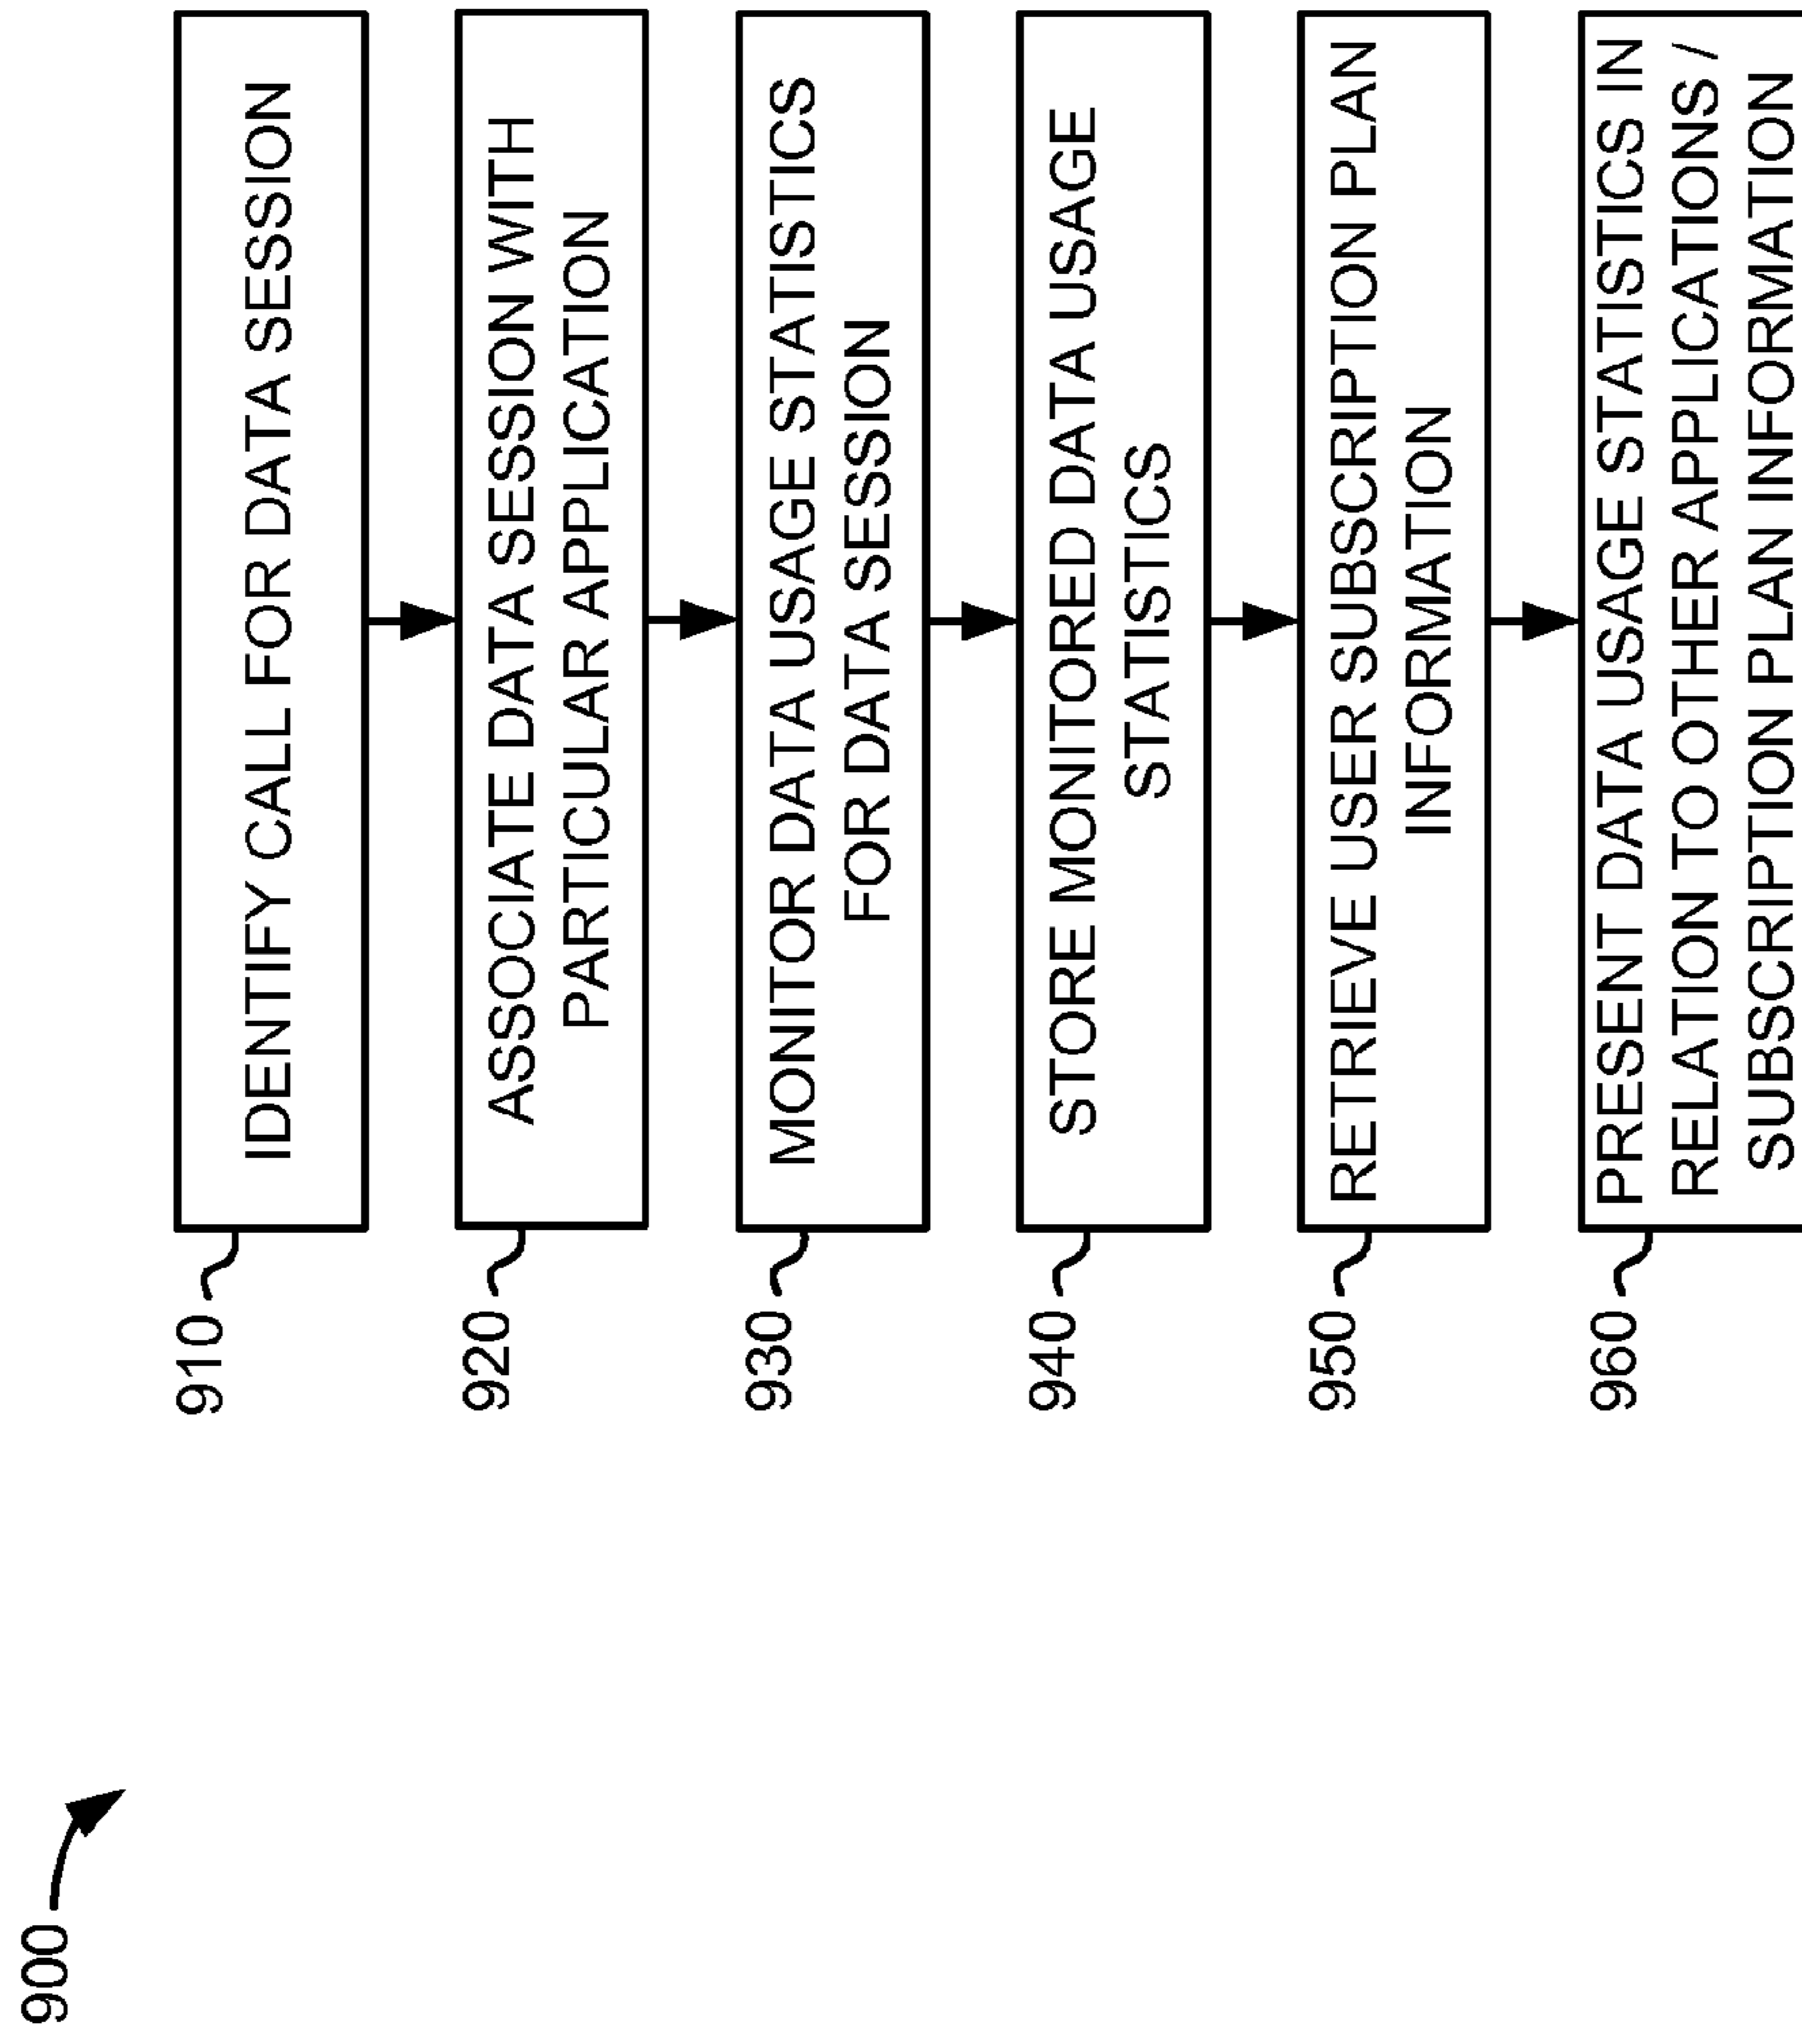 900
910
IDENTIFY CALL FOR DATA SESSION
920
ASSOCIATE DATA SESSION WITH
PARTICULAR APPLICATION
930
MONITOR DATA USAGE STATISTICS
FOR DATA SESSION
940
STORE MONITORED DATA USAGE
STATISTICS
950
RETRIEVE USER SUBSCRIPTION PLAN
INFORMATION
960
PRESENT DATA USAGE STATISTICS IN
RELATION TO OTHER APPLICATIONS /
SUBSCRIPTION PLAN INFORMATION